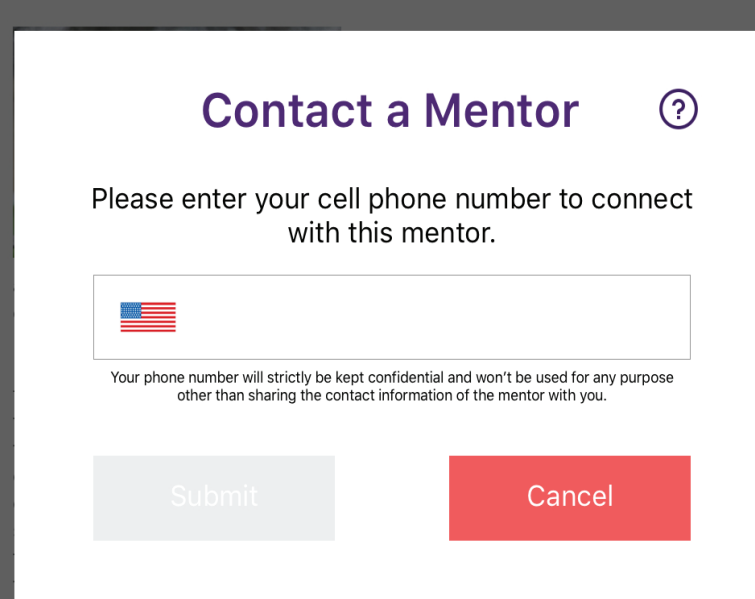 Contact a Mentor
?
Please enter your cell phone number to connect
with this mentor.
Your phone number will strictly be kept confidential and won’t be used for any purpose
other than sharing the contact information of the mentor with you.
Submit
Cancel